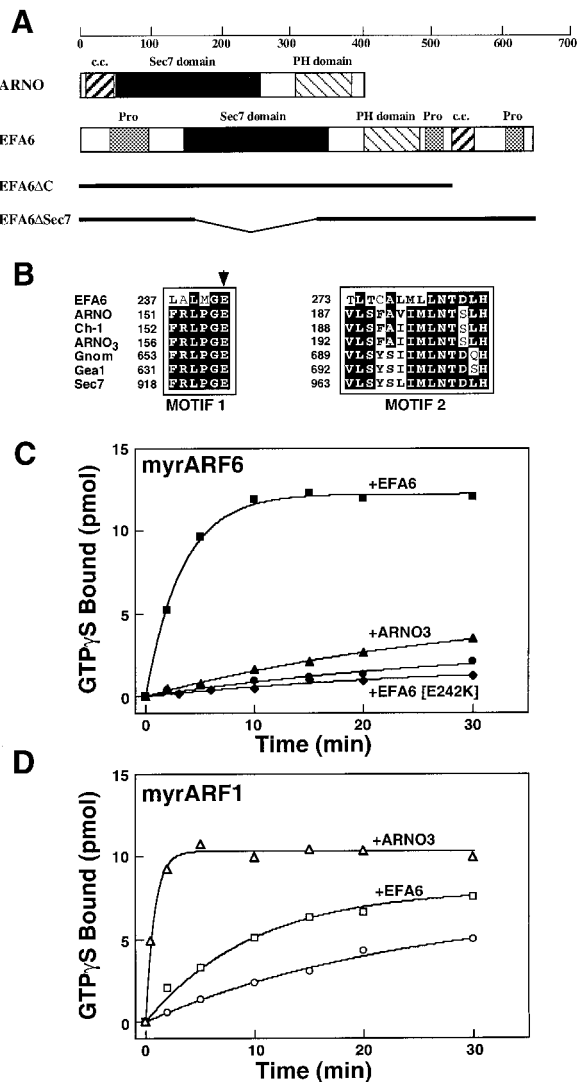 A
0 100 200 300 400 500 600 700
c.c. Sec7 domain PH domain
ARNO
Pro Sec7 domain PH domain Pro c.c. Pro
EFA6
EFA6ΔC
EFA6ΔSec7
B
EFA6 237 LALMGE 273 TLTCALMLLNTDLH
ARNO 151 FRLPGE 187 VLSFAVIMLNTSLH
Ch-1 152 FRLPGE 188 VLSFAIIMLNTSLH
ARNO3 156 FRLPGE 192 VLSFAIIMLNTSLH
Gnom 653 FRLPGE 689 VLSYSIIMLNTDQH
Gea1 631 FRLPGE 692 VLSYSIIMLNTDSH
Sec7 918 FRLPGE 963 VLSYSLIMLNTDLH
MOTIF 1 MOTIF 2
C
myrARF6
15
10
5
0
GTPγS Bound (pmol)
+EFA6
+ARNO3
+EFA6 [E242K]
0 10 20 30
Time (min)
D
myrARF1
15
10
5
0
GTPγS Bound (pmol)
+ARNO3
+EFA6
0 10 20 30
Time (min)